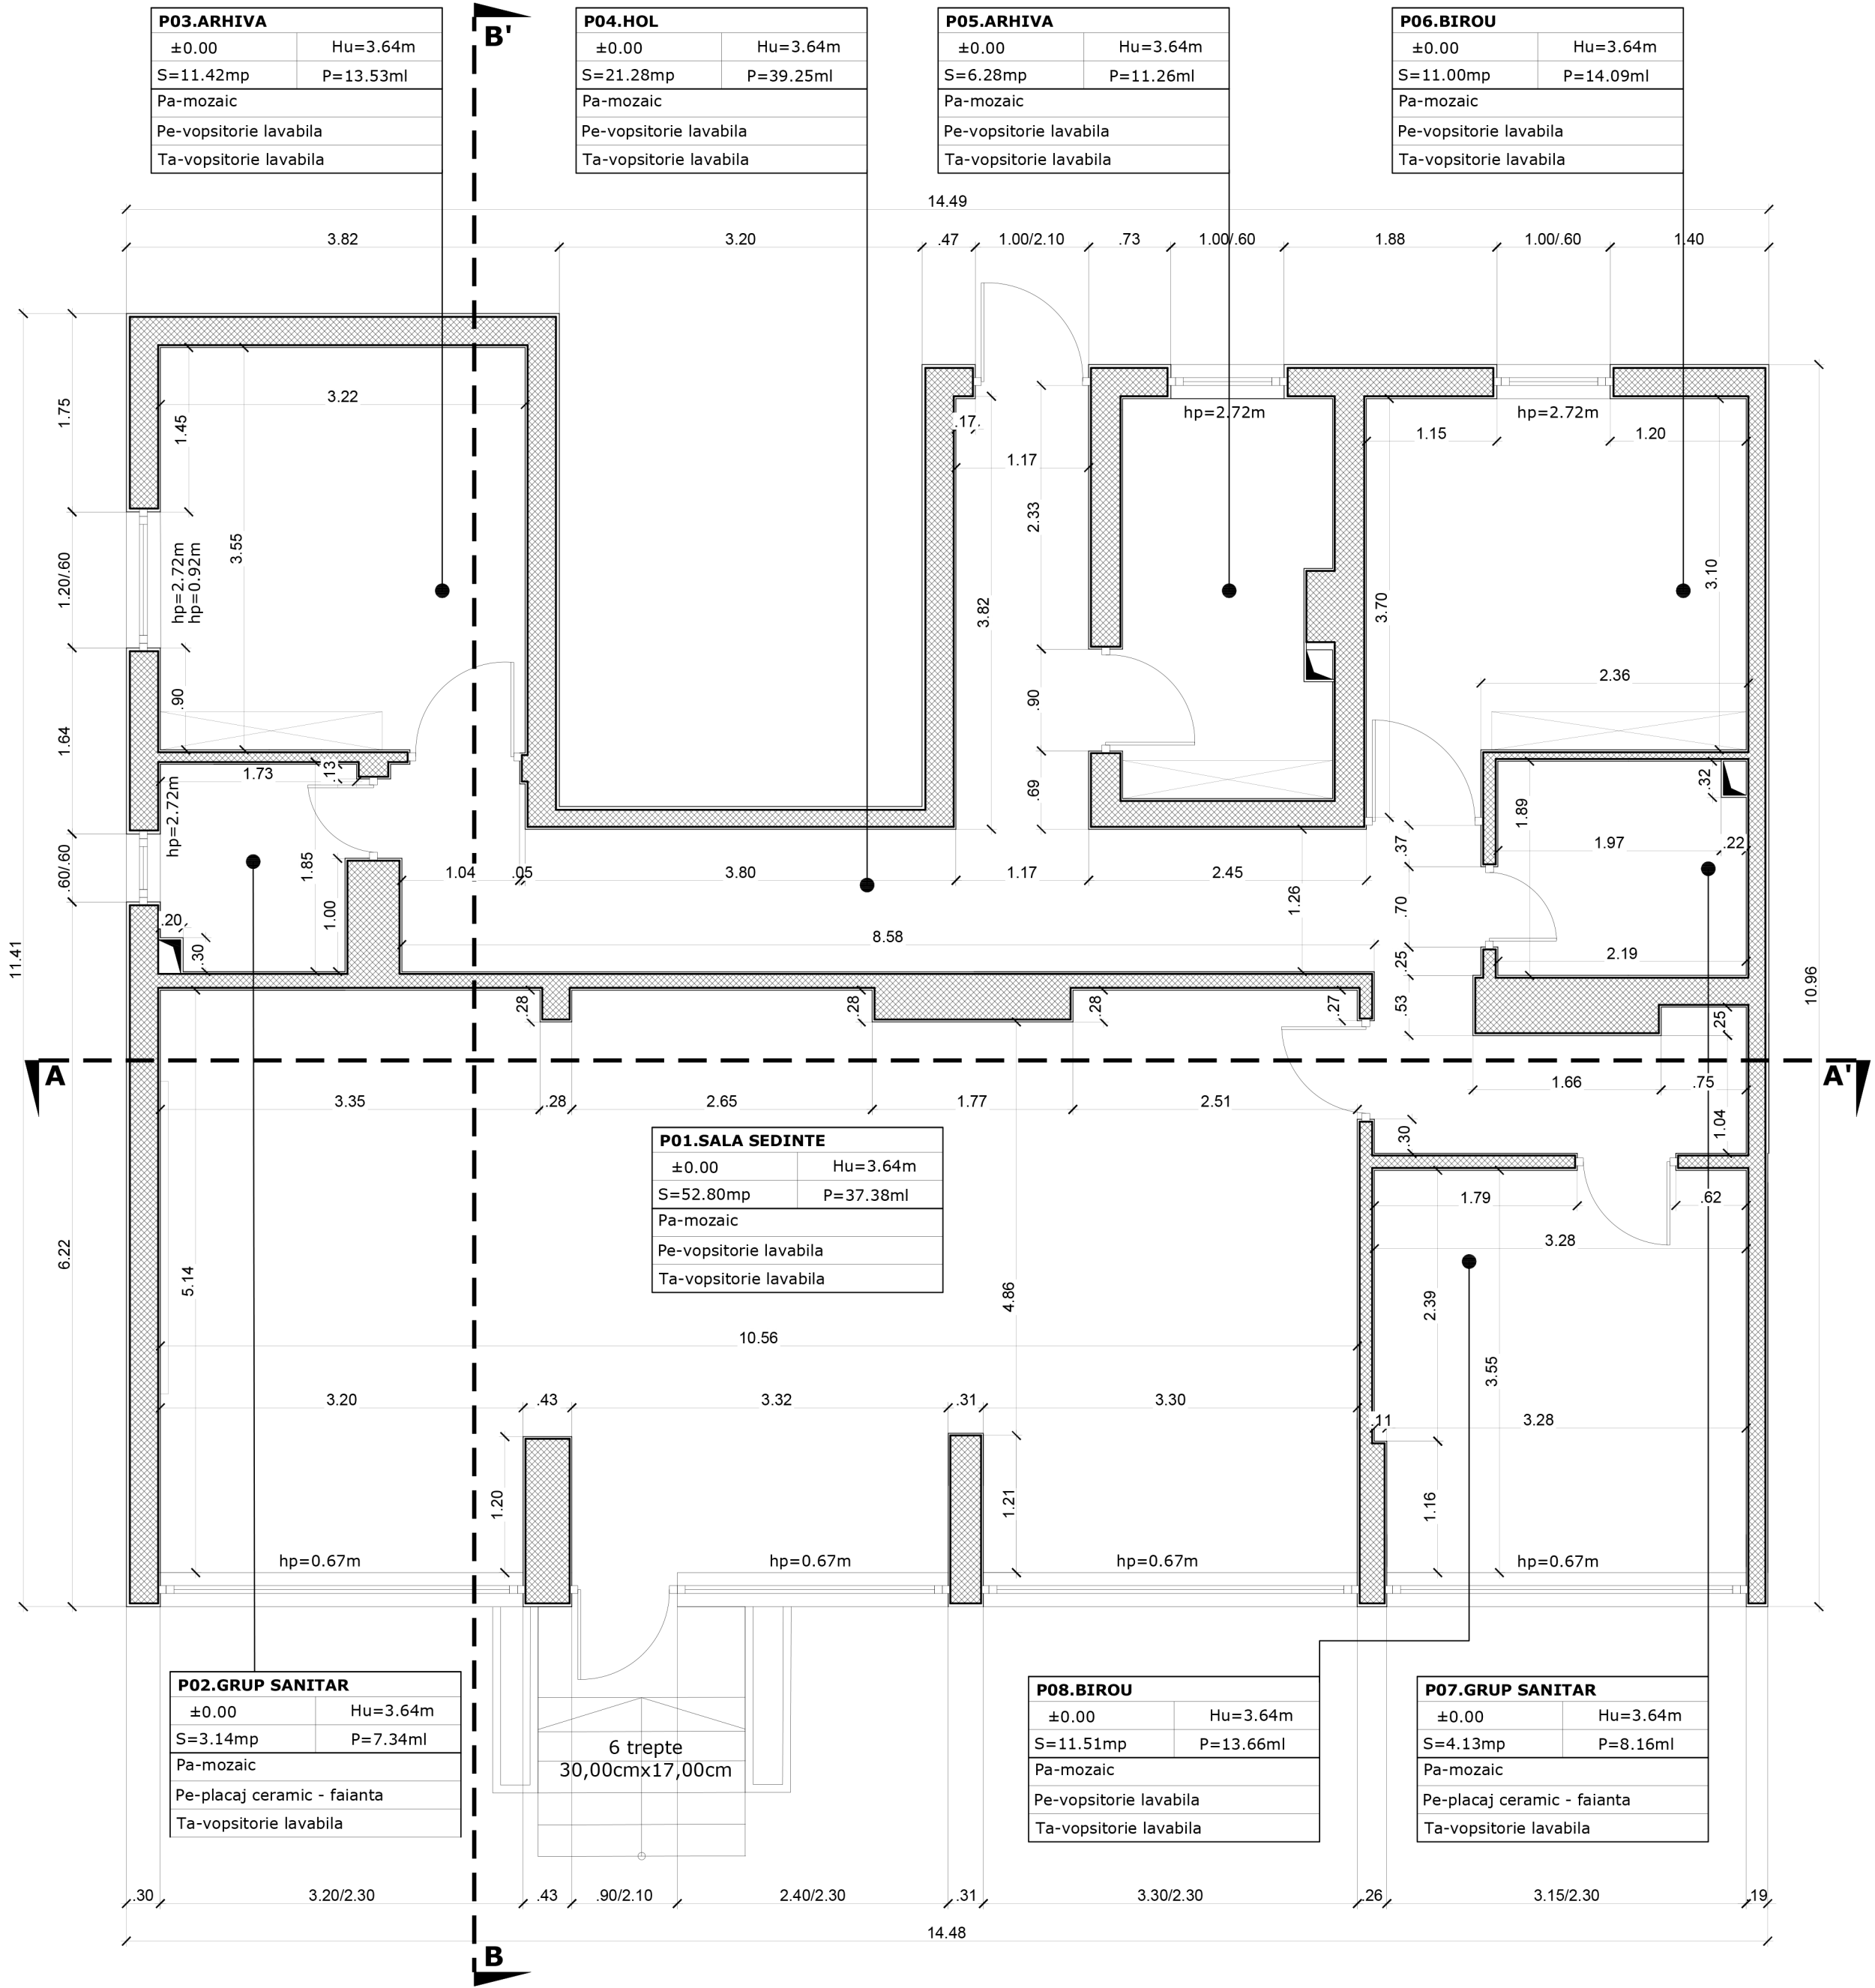 P03.ARHIVA
±0.00 Hu=3.64m
S=11.42mp P=13.53ml
Pa-mozaic
Pe-vopsitorie lavabila
Ta-vopsitorie lavabila
B'
P04.HOL
±0.00 Hu=3.64m
S=21.28mp P=39.25ml
Pa-mozaic
Pe-vopsitorie lavabila
Ta-vopsitorie lavabila
P05.ARHIVA
±0.00 Hu=3.64m
S=6.28mp P=11.26ml
Pa-mozaic
Pe-vopsitorie lavabila
Ta-vopsitorie lavabila
P06.BIROU
±0.00 Hu=3.64m
S=11.00mp P=14.09ml
Pa-mozaic
Pe-vopsitorie lavabila
Ta-vopsitorie lavabila
14.49
3.82 3.20 .47 1.00/2.10 .73 1.00/.60 1.88 1.00/.60 1.40
1.75
1.20/.60
1.64
.60/.60
6.22
11.41
3.22
1.45
3.55
hp=2.72m
hp=0.92m
.90
.17
1.17
2.33
3.82
.90
.69
hp=2.72m
hp=2.72m
1.15 1.20
3.70
3.10
2.36
1.73
.13
hp=2.72m
1.85
1.00
.20
.30
1.04 .05 3.80 1.17 2.45
8.58
1.26
.37
.70
.25
.53
1.89
.32
1.97 .22
2.19
10.96
.28
.28
.28
.27
.25
A
A'
3.35 .28 2.65 1.77 2.51
1.66 .75
1.04
.30
P01.SALA SEDINTE
±0.00 Hu=3.64m
S=52.80mp P=37.38ml
Pa-mozaic
Pe-vopsitorie lavabila
Ta-vopsitorie lavabila
5.14
4.86
10.56
3.20 .43 3.32 .31 3.30
1.20
1.21
1.79 .62
3.28
2.39
3.55
.11 3.28
1.16
hp=0.67m
hp=0.67m
hp=0.67m
hp=0.67m
P02.GRUP SANITAR
±0.00 Hu=3.64m
S=3.14mp P=7.34ml
Pa-mozaic
Pe-placaj ceramic - faianta
Ta-vopsitorie lavabila
6 trepte
30,00cmx17,00cm
P08.BIROU
±0.00 Hu=3.64m
S=11.51mp P=13.66ml
Pa-mozaic
Pe-vopsitorie lavabila
Ta-vopsitorie lavabila
P07.GRUP SANITAR
±0.00 Hu=3.64m
S=4.13mp P=8.16ml
Pa-mozaic
Pe-placaj ceramic - faianta
Ta-vopsitorie lavabila
.30 3.20/2.30 .43 .90/2.10 2.40/2.30 .31 3.30/2.30 .26 3.15/2.30 .19
14.48
B